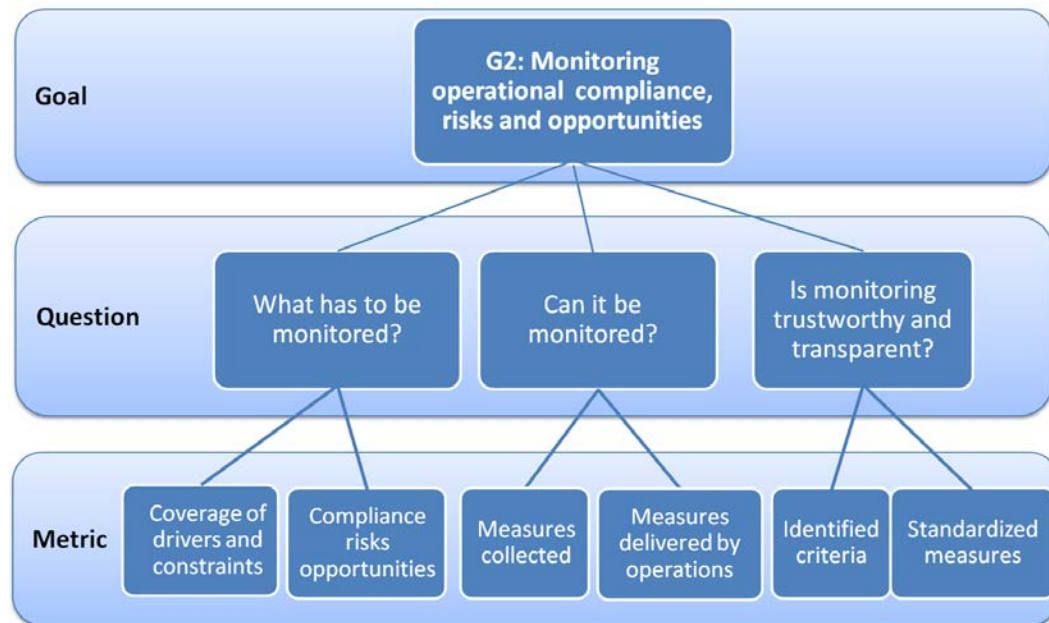 Goal
G2: Monitoring
operational compliance,
risks and opportunities
Question
What has to be
monitored?
Can it be
monitored?
Is monitoring
trustworthy and
transparent?
Metric
Coverage of
drivers and
constraints
Compliance
risks
opportunities
Measures
collected
Measures
delivered by
operations
Identified
criteria
Standardized
measures